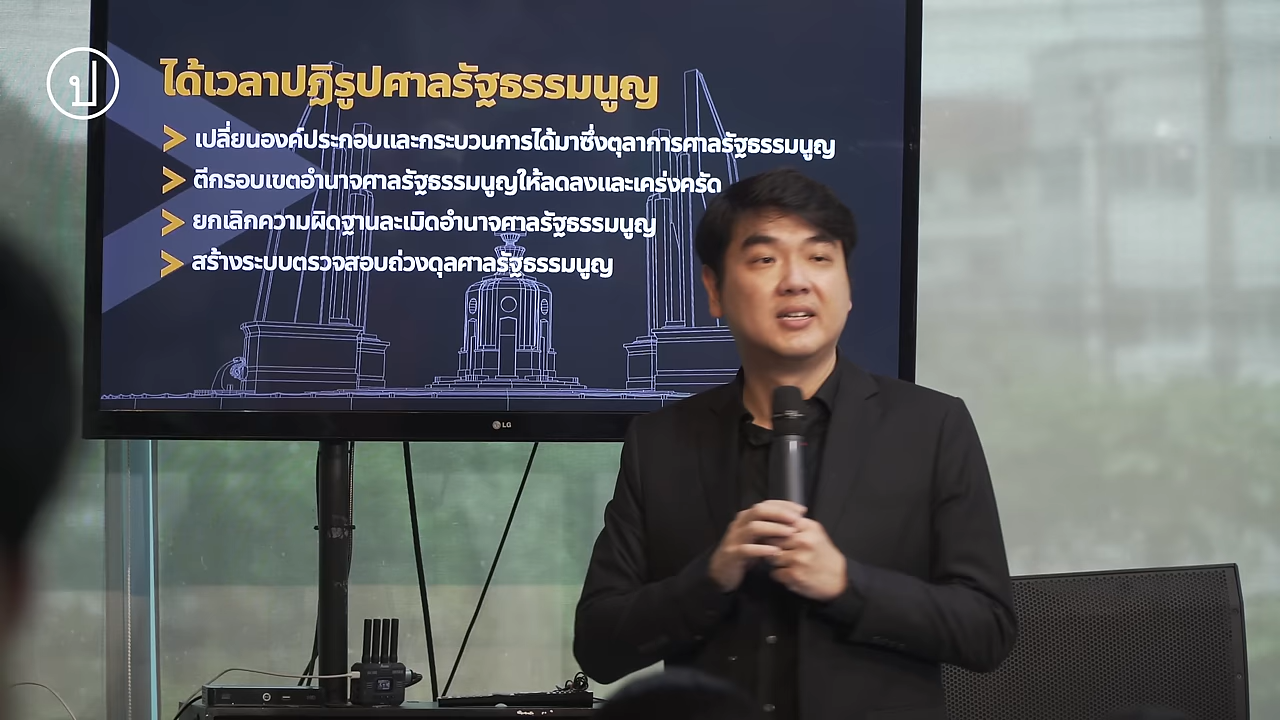 ป
ได้เวลาปฏิรูปศาลรัฐธรรมนูญ
เปลี่ยนองค์ประกอบและกระบวนการได้มาซึ่งตุลาการศาลรัฐธรรมนูญ
ตีกรอบเขตอำนาจศาลรัฐธรรมนูญให้ลดลงและเคร่งครัด
ยกเลิกความผิดฐานละเมิดอำนาจศาลรัฐธรรมนูญ
สร้างระบบตรวจสอบถ่วงดุลศาลรัฐธรรมนูญ
LG